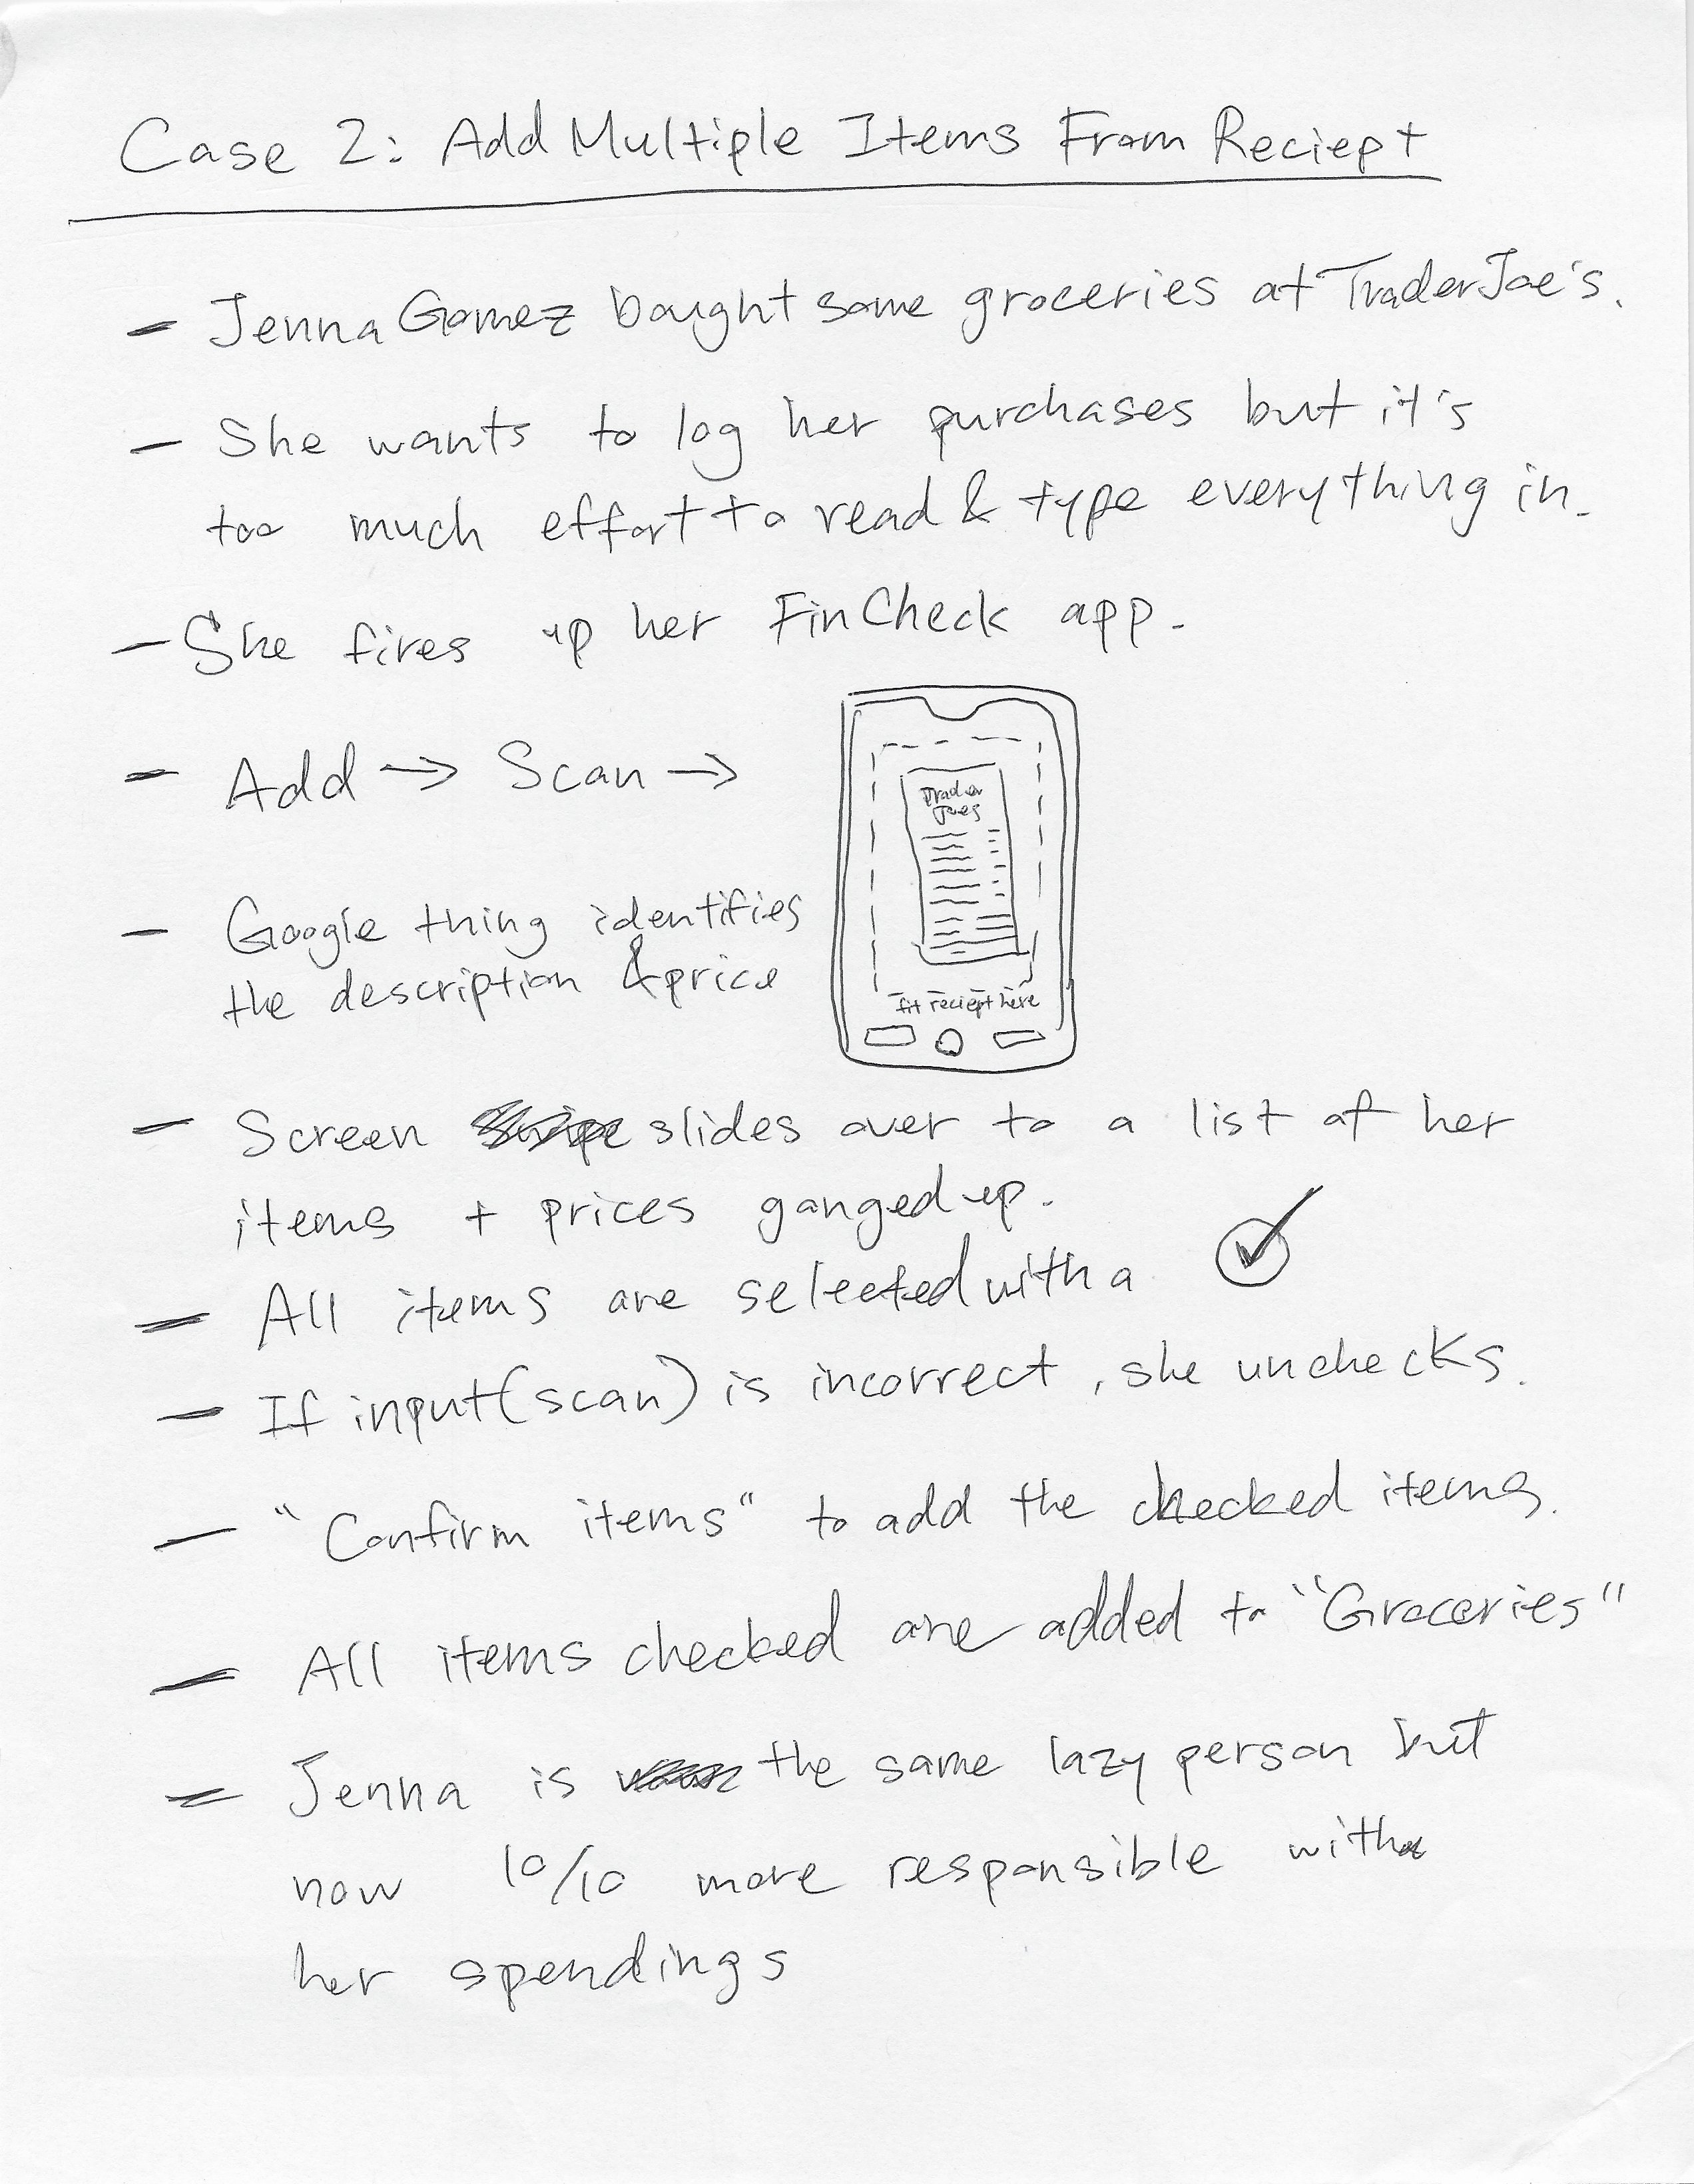 Case 2: Add Multiple Items From Reciept
- Jenna Gomez bought some groceries at Trader Joe's.
- She wants to log her purchases but it's
too much effort to read & type everything in.
- She fires up her FinCheck app.
- Add → Scan →
Trader
Joes
- Google thing identifies
the description & price
fit reciept here
- Screen slides over to a list of her
items + prices ganged up.
- All items are selected with a ✓
- If input (scan) is incorrect, she unchecks.
- "Confirm items" to add the checked items.
- All items checked are added to "Groceries"
- Jenna is the same lazy person but
now 10/10 more responsible with
her spendings